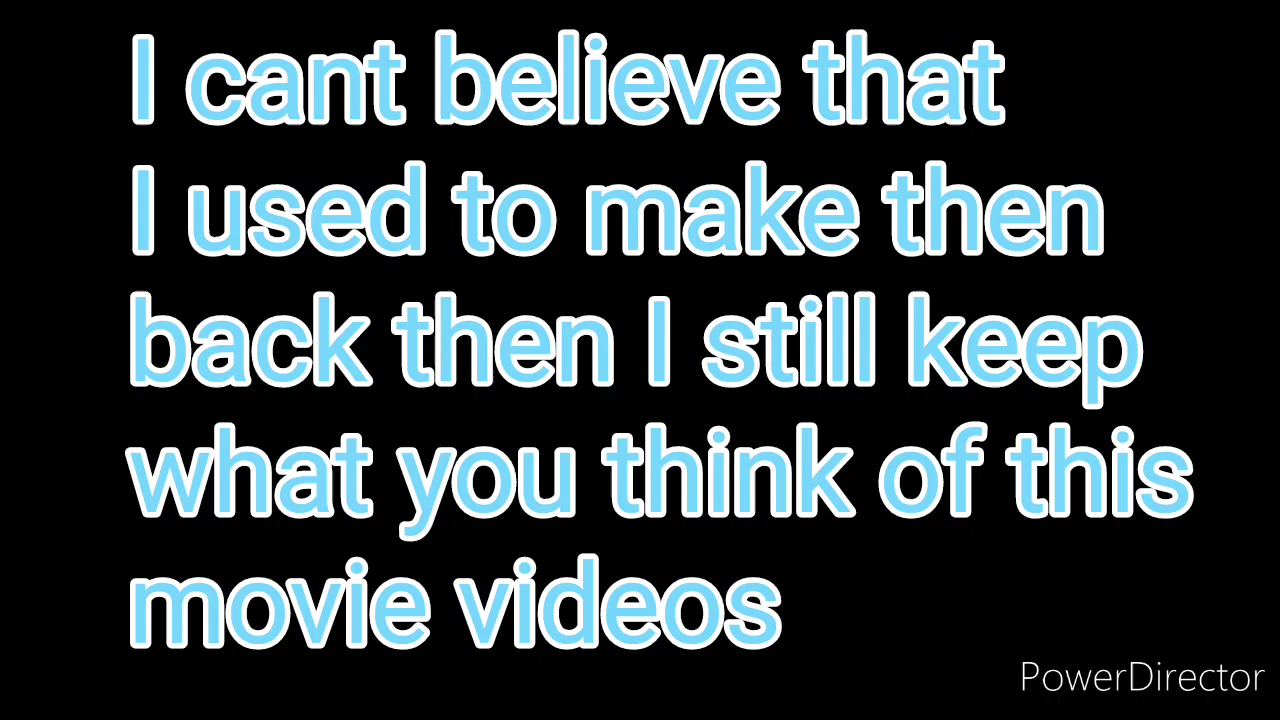 I cant believe that
I used to make then
back then I still keep
what you think of this
movie videos
PowerDirector